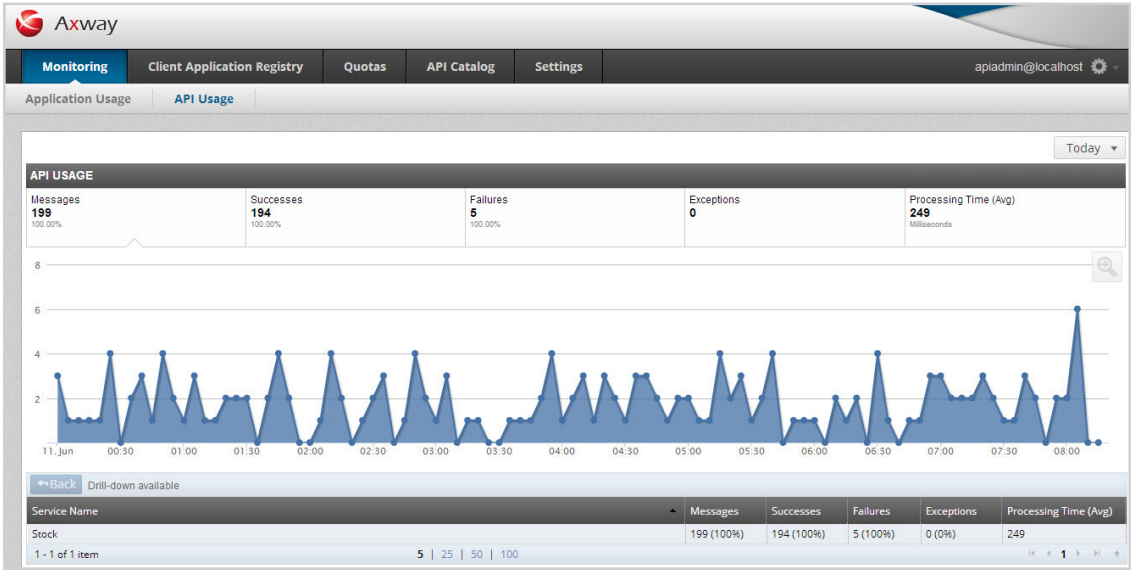 Axway
Monitoring Client Application Registry Quotas API Catalog Settings apiadmin@localhost
Application Usage API Usage
Today
API USAGE
Messages Successes Failures Exceptions Processing Time (Avg)
199 194 5 0 249
100.00% 100.00% 100.00% Milliseconds
8
6
4
2
11. Jun 00:30 01:00 01:30 02:00 02:30 03:00 03:30 04:00 04:30 05:00 05:30 06:00 06:30 07:00 07:30 08:00
Back Drill-down available
Service Name Messages Successes Failures Exceptions Processing Time (Avg)
Stock 199 (100%) 194 (100%) 5 (100%) 0 (0%) 249
1 - 1 of 1 item 5 | 25 | 50 | 100 1